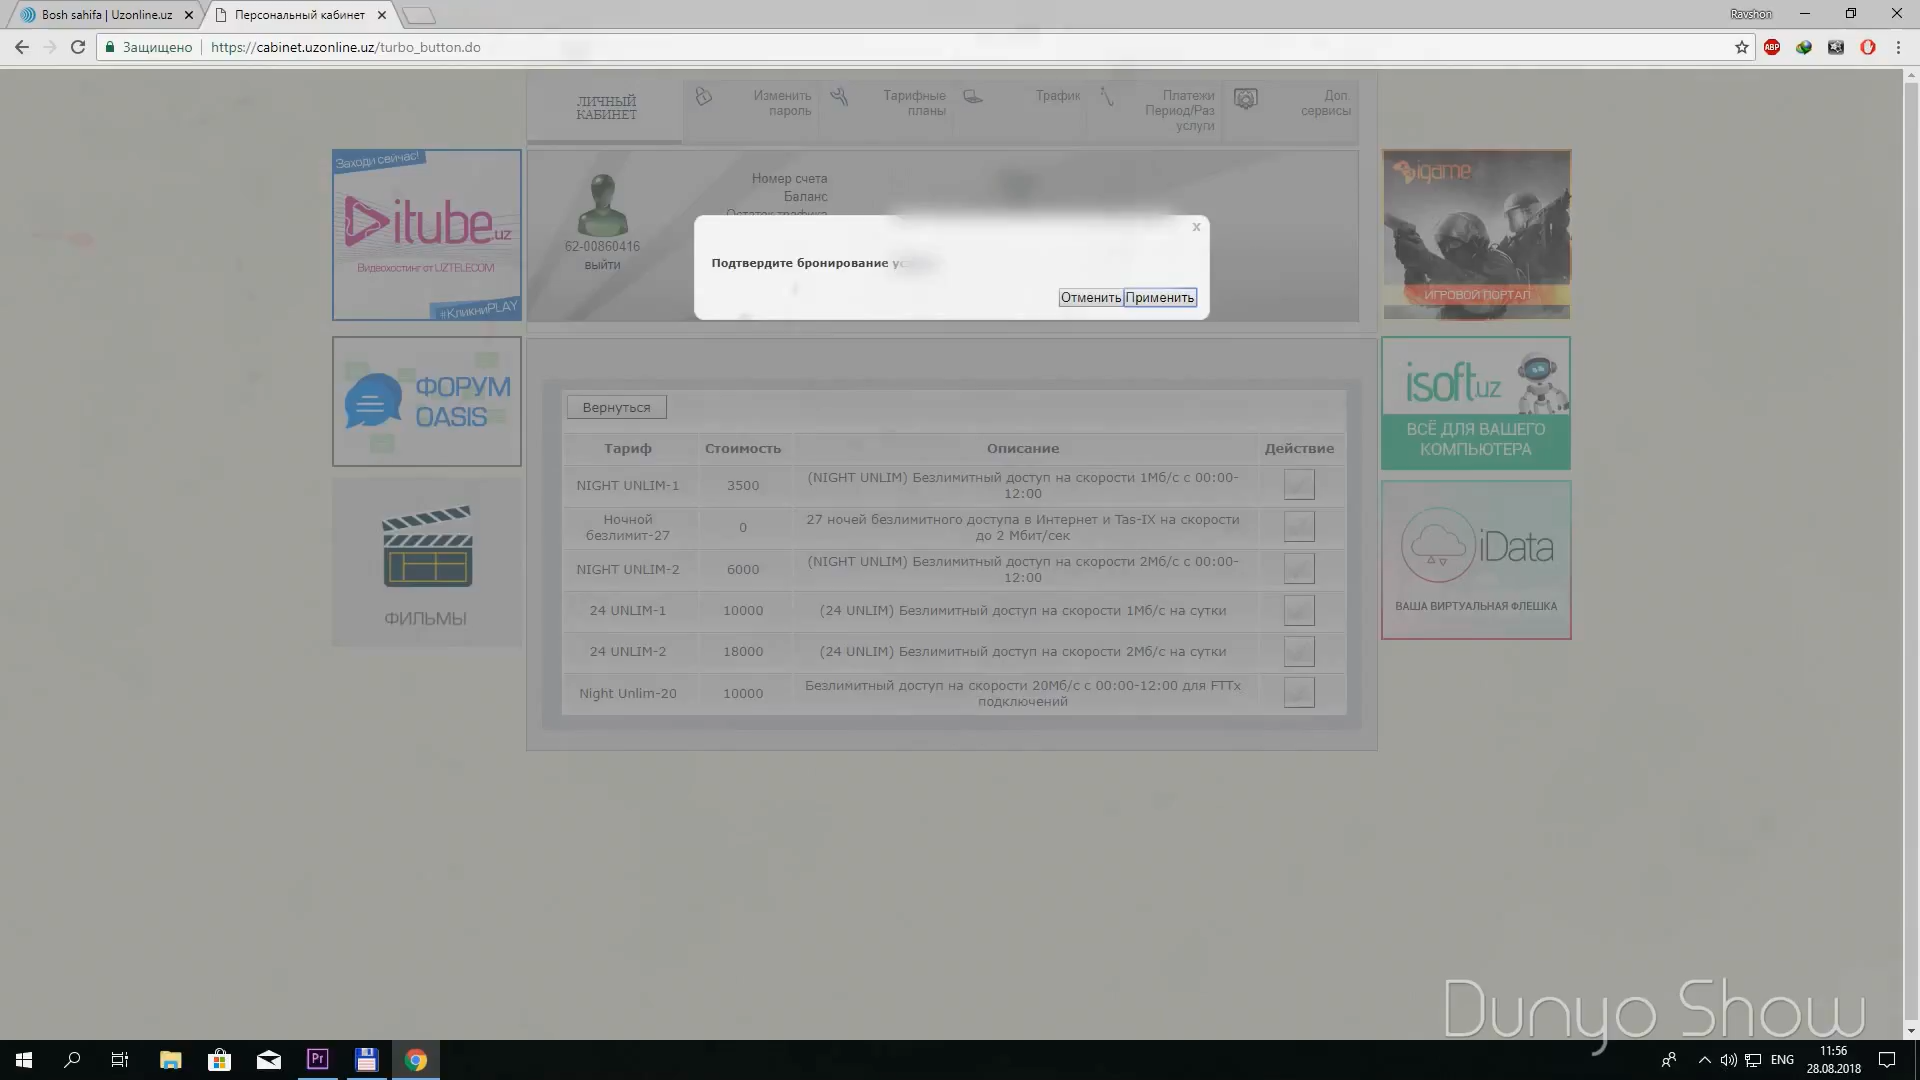 Bosh sahifa | Uzonline.uz
Персональный кабинет
Ravshon
Защищено
https://cabinet.uzonline.uz/turbo_button.do
ABP
ЛИЧНЫЙ
КАБИНЕТ
Изменить
пароль
Тарифные
планы
Трафик
Платежи
Период/Раз
услуги
Доп.
сервисы
Заходи сейчас!
itube.uz
Видеохостинг от UZTELECOM
#КликниPLAY
62-00860416
выйти
Номер счета
Баланс
Остаток трафика
x
Подтвердите бронирование
Отменить
Применить
igame
ИГРОВОЙ ПОРТАЛ
ФОРУМ
OASIS
ФИЛЬМЫ
Вернуться
Тариф Стоимость Описание Действие
NIGHT UNLIM-1 3500 (NIGHT UNLIM) Безлимитный доступ на скорости 1Мб/с с 00:00-
12:00
Ночной
безлимит-27
0
27 ночей безлимитного доступа в Интернет и Tas-IX на скорости
до 2 Мбит/сек
NIGHT UNLIM-2 6000 (NIGHT UNLIM) Безлимитный доступ на скорости 2Мб/с с 00:00-
12:00
24 UNLIM-1 10000 (24 UNLIM) Безлимитный доступ на скорости 1Мб/с на сутки
24 UNLIM-2 18000 (24 UNLIM) Безлимитный доступ на скорости 2Мб/с на сутки
Night Unlim-20 10000 Безлимитный доступ на скорости 20Мб/с с 00:00-12:00 для FTTx
подключений
isoft.uz
ВСЁ ДЛЯ ВАШЕГО
КОМПЬЮТЕРА
iData
ВАША ВИРТУАЛЬНАЯ ФЛЕШКА
Dunyo Show
Pr
ENG
11:56
28.08.2018